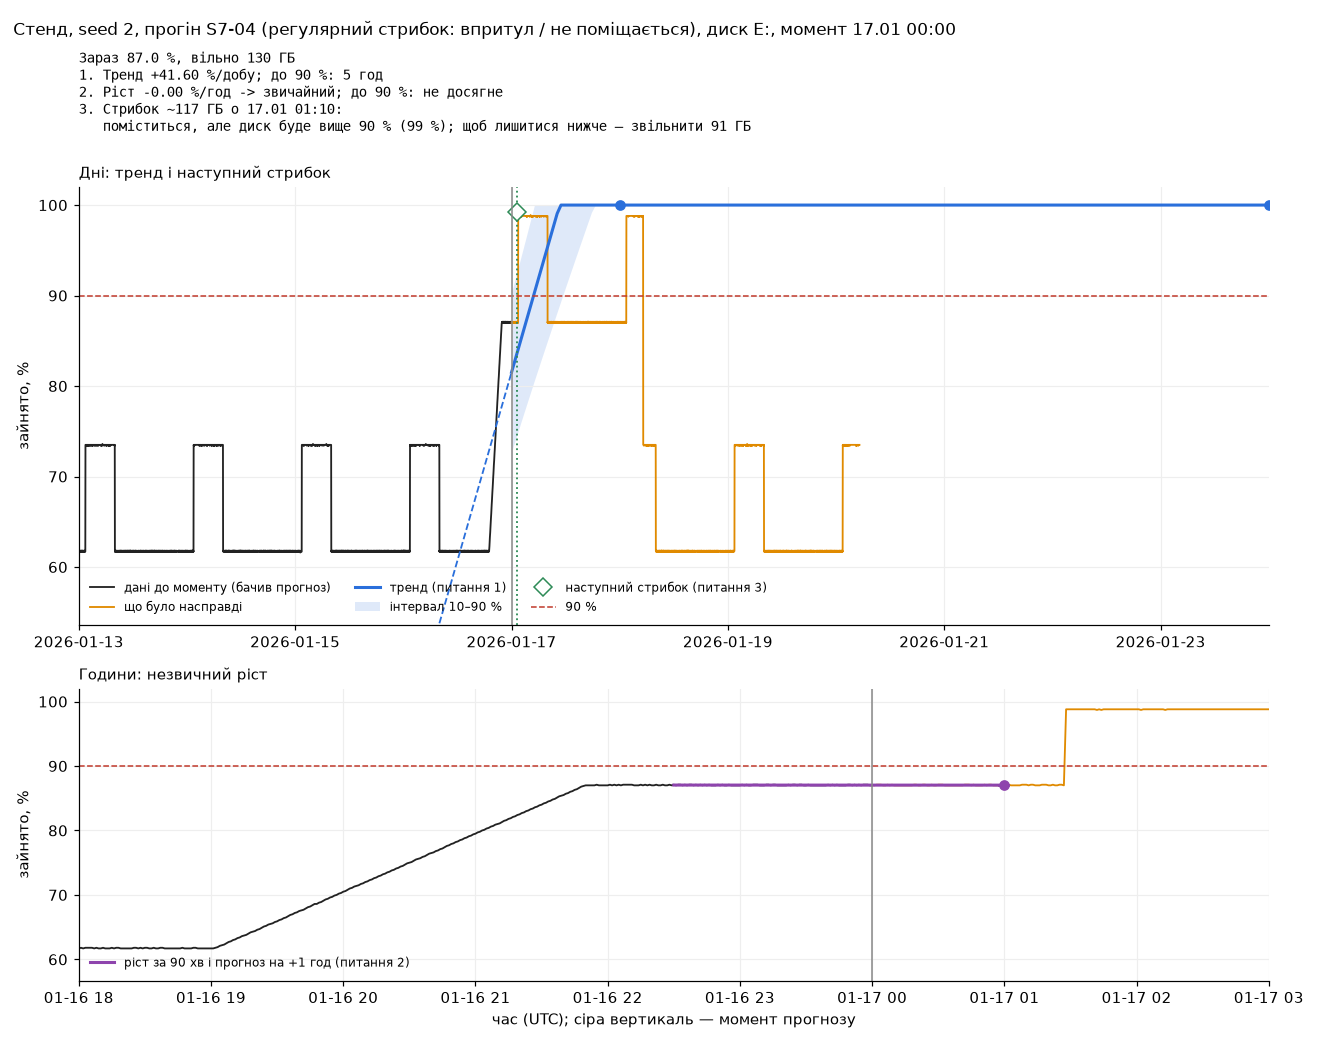 Стенд, seed 2, прогін S7-04 (регулярний стрибок: впритул / не поміщається), диск E:, момент 17.01 00:00
Зараз 87.0 %, вільно 130 ГБ
1. Тренд +41.60 %/добу; до 90 %: 5 год
2. Ріст -0.00 %/год -> звичайний; до 90 %: не досягне
3. Стрибок ~117 ГБ о 17.01 01:10:
поміститься, але диск буде вище 90 % (99 %); щоб лишитися нижче — звільнити 91 ГБ
Дні: тренд і наступний стрибок
100
90
80
70
60
зайнято, %
дані до моменту (бачив прогноз)
що було насправді
тренд (питання 1)
інтервал 10–90 %
наступний стрибок (питання 3)
90 %
2026-01-13
2026-01-15
2026-01-17
2026-01-19
2026-01-21
2026-01-23
Години: незвичний ріст
100
90
80
70
60
зайнято, %
ріст за 90 хв і прогноз на +1 год (питання 2)
01-16 18
01-16 19
01-16 20
01-16 21
01-16 22
01-16 23
01-17 00
01-17 01
01-17 02
01-17 03
час (UTC); сіра вертикаль — момент прогнозу